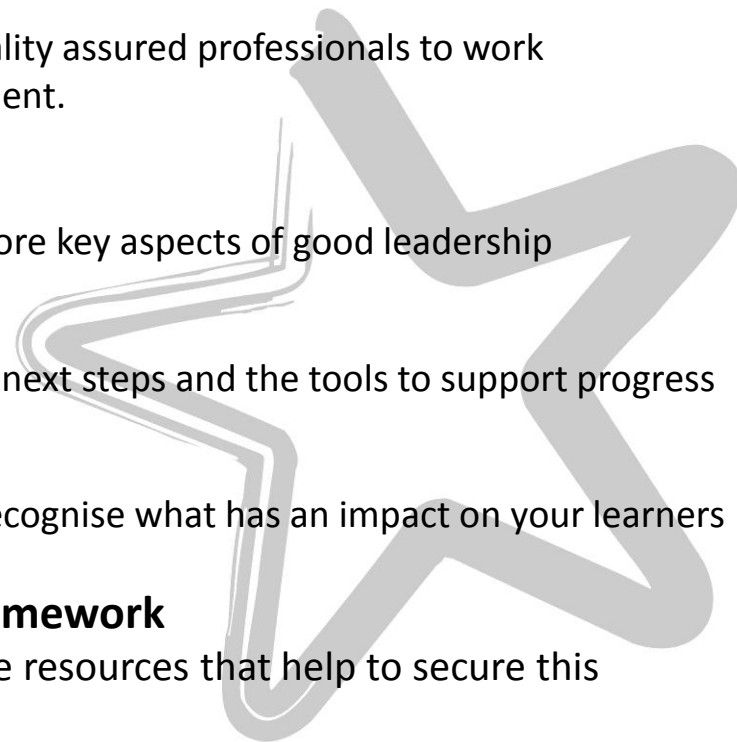 lity assured professionals to work
ent.
ore key aspects of good leadership
next steps and the tools to support progress
ecognise what has an impact on your learners
mework
e resources that help to secure this